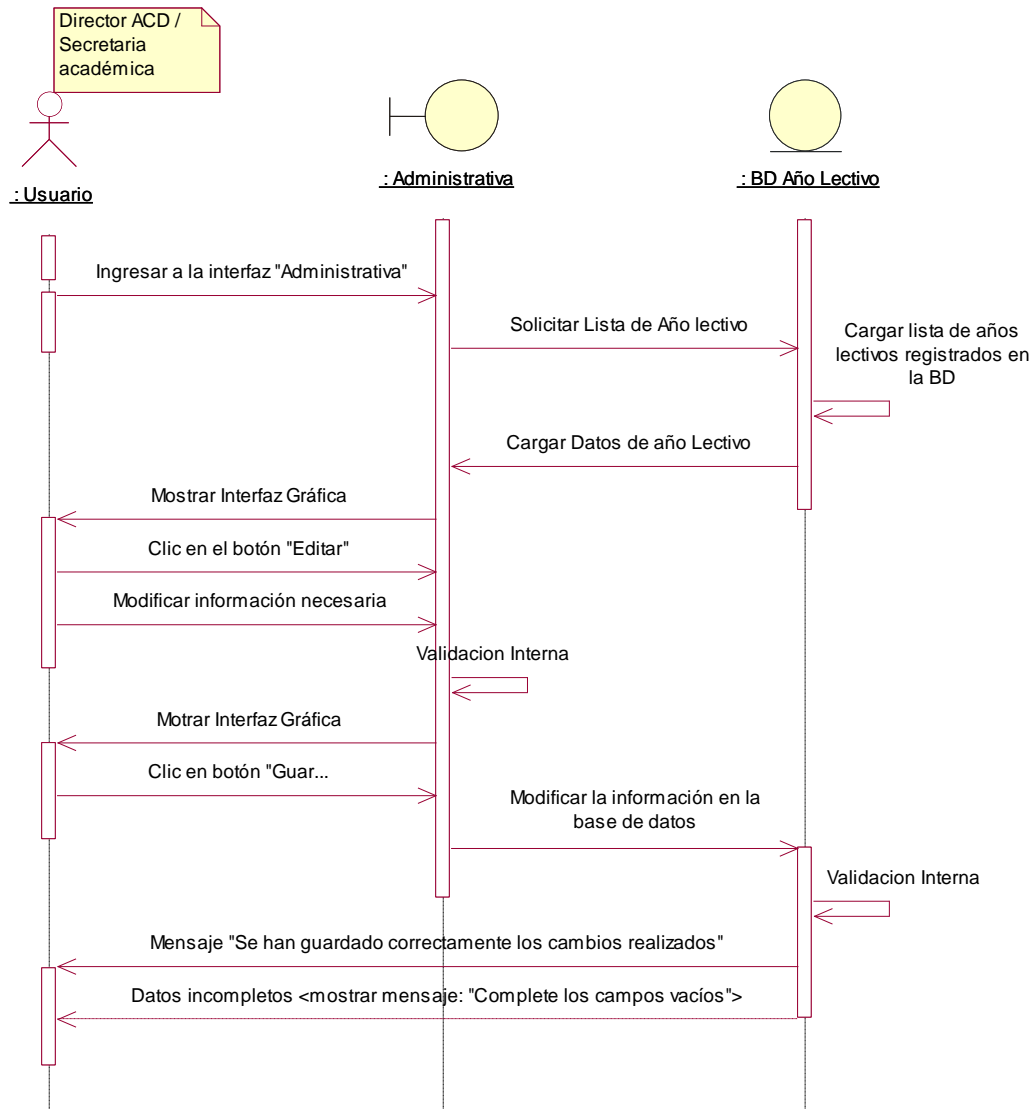 Director ACD /
Secretaria
académica
: Usuario
: Administrativa
: BD Año Lectivo
Ingresar a la interfaz "Administrativa"
Solicitar Lista de Año lectivo
Cargar lista de años
lectivos registrados en
la BD
Cargar Datos de año Lectivo
Mostrar Interfaz Gráfica
Clic en el botón "Editar"
Modificar información necesaria
Validacion Interna
Motrar Interfaz Gráfica
Clic en botón "Guar...
Modificar la información en la
base de datos
Validacion Interna
Mensaje "Se han guardado correctamente los cambios realizados"
Datos incompletos <mostrar mensaje: "Complete los campos vacíos">